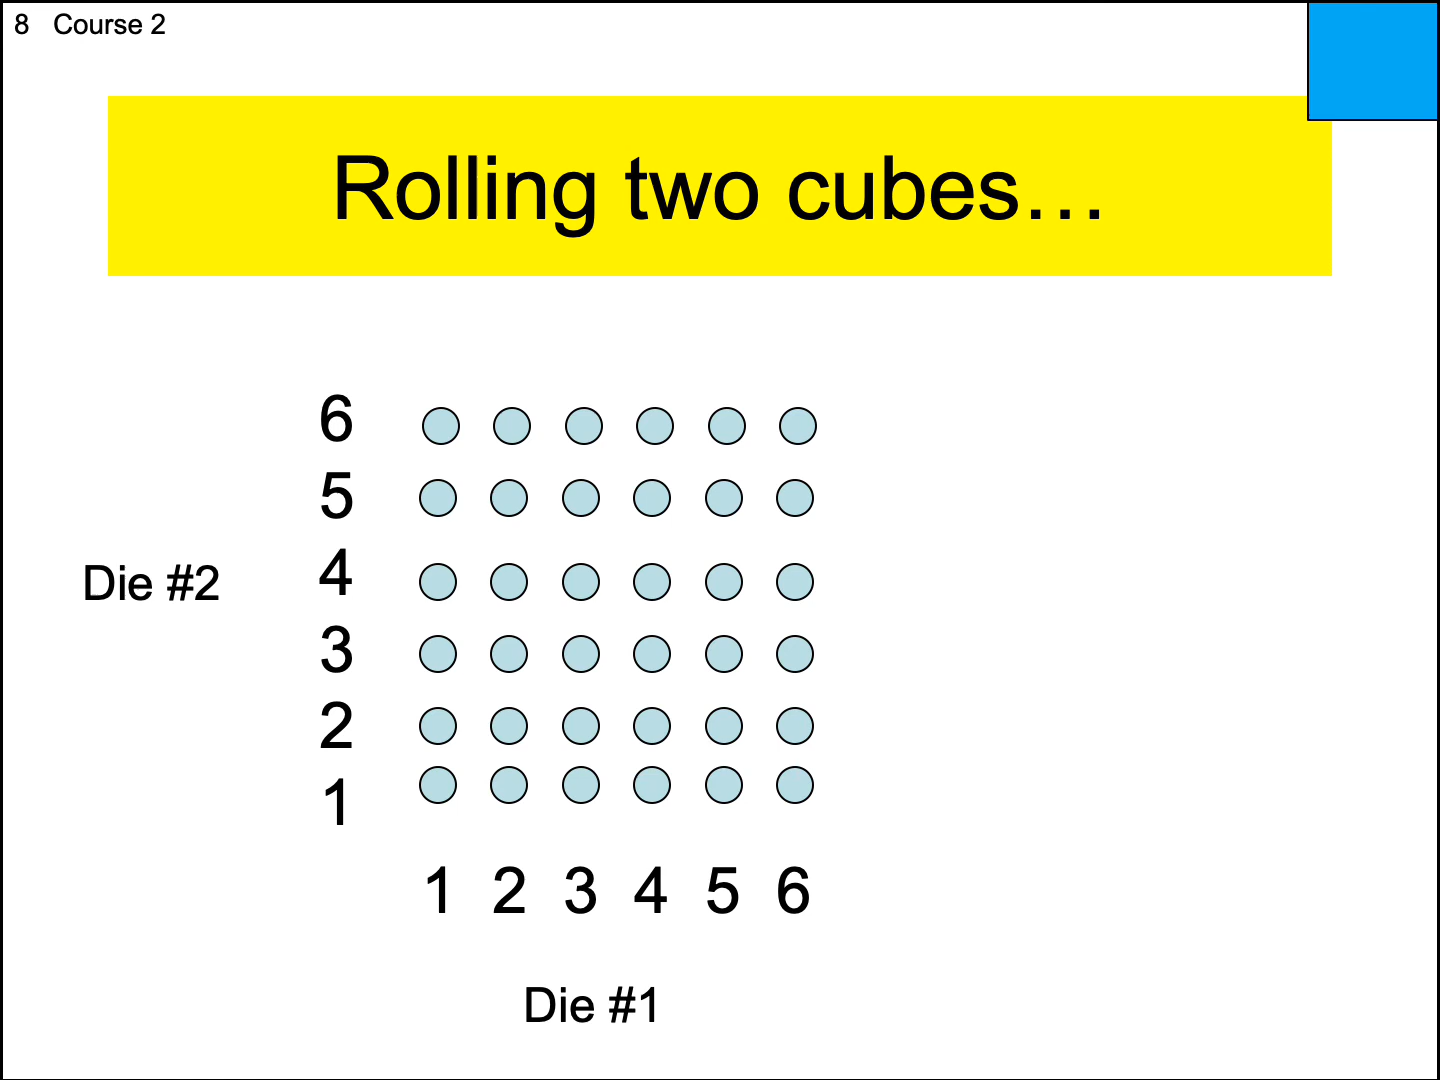 8 Course 2
Rolling two cubes…
6
5
4
Die #2
3
2
1
1 2 3 4 5 6
Die #1